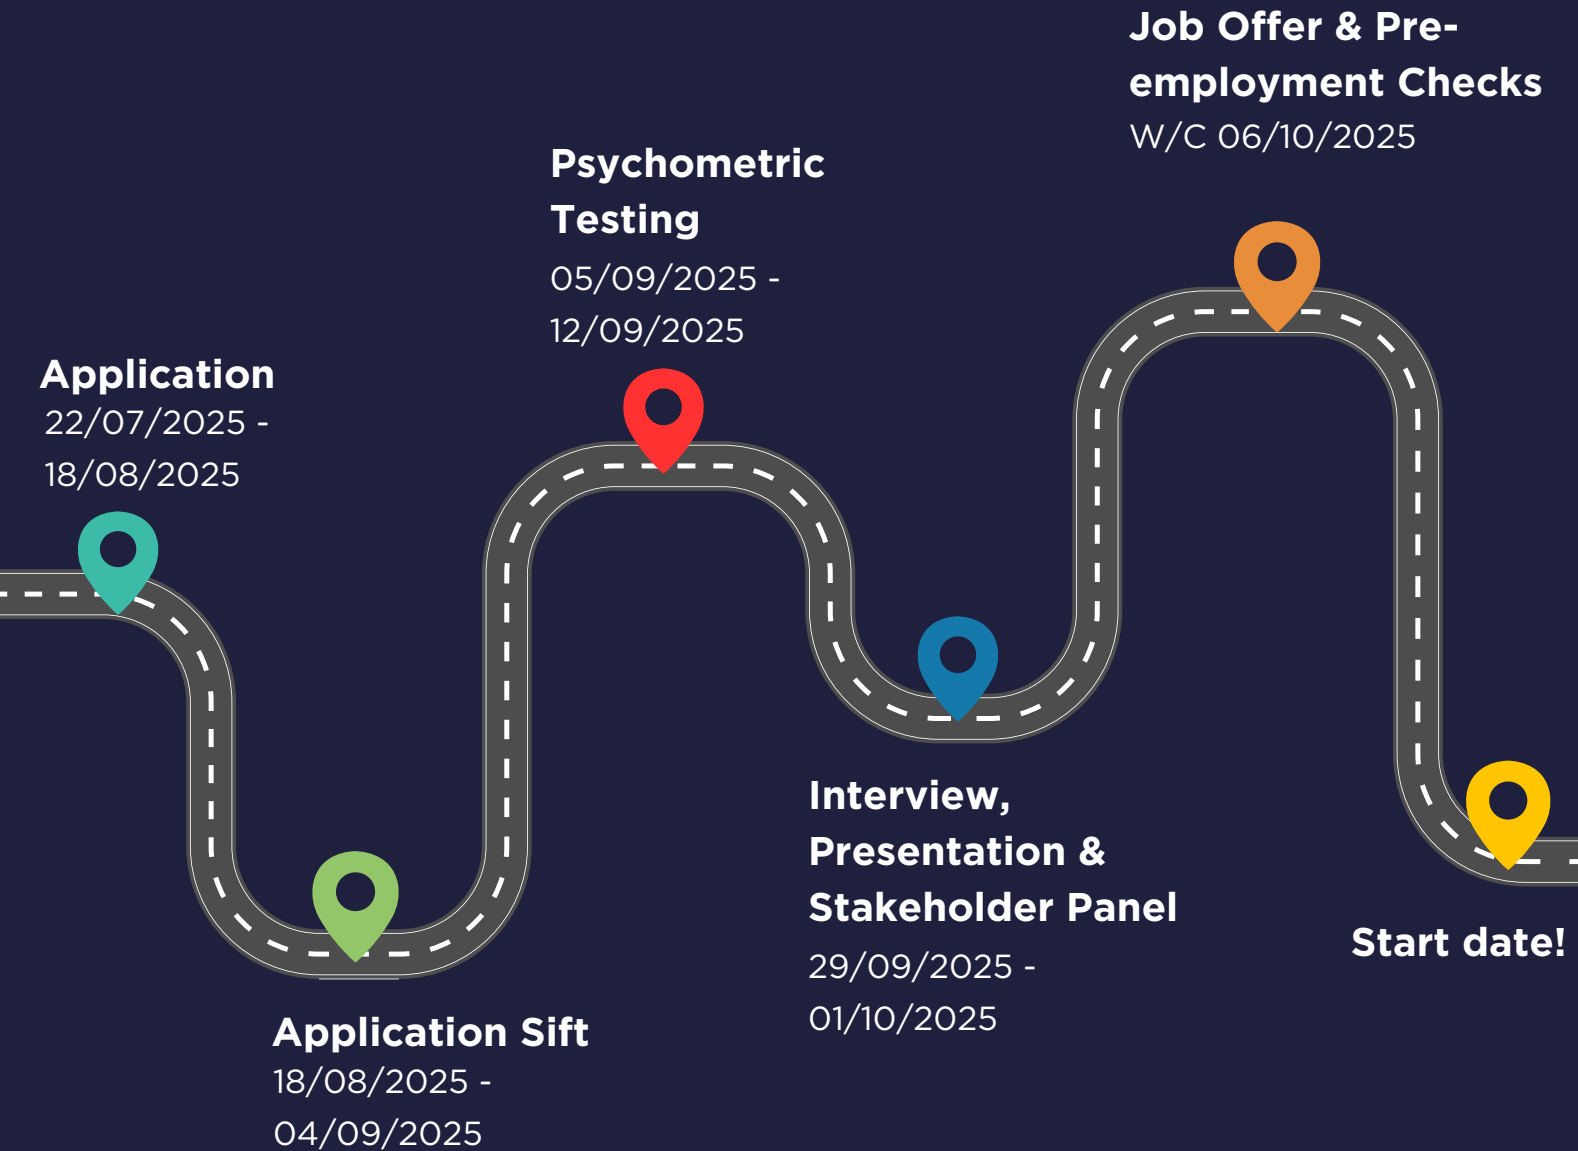 Application
22/07/2025 -
18/08/2025
Application Sift
18/08/2025 -
04/09/2025
Psychometric
Testing
05/09/2025 -
12/09/2025
Interview,
Presentation &
Stakeholder Panel
29/09/2025 -
01/10/2025
Job Offer & Pre-
employment Checks
W/C 06/10/2025
Start date!